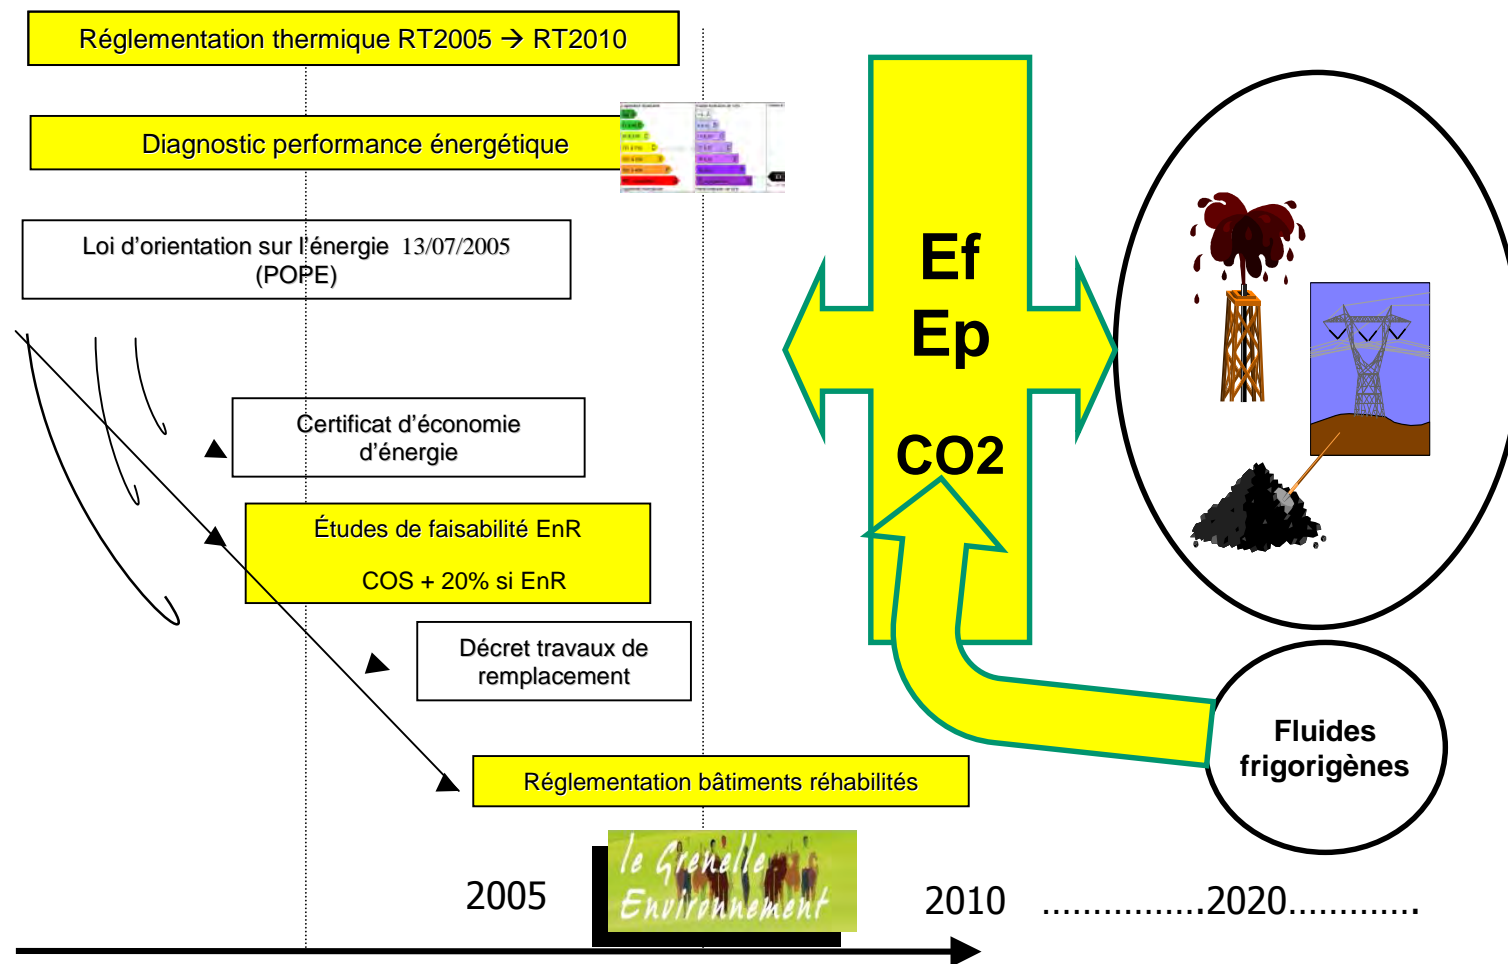 Réglementation thermique RT2005 → RT2010
Diagnostic performance énergétique
Loi d'orientation sur l'énergie 13/07/2005
(POPE)
Certificat d'économie
d'énergie
Études de faisabilité EnR
COS + 20% si EnR
Décret travaux de
remplacement
Réglementation bâtiments réhabilités
Ef
Ep
CO2
Fluides
frigorigènes
le Grenelle
Environnement
2005
2010 .................2020.............